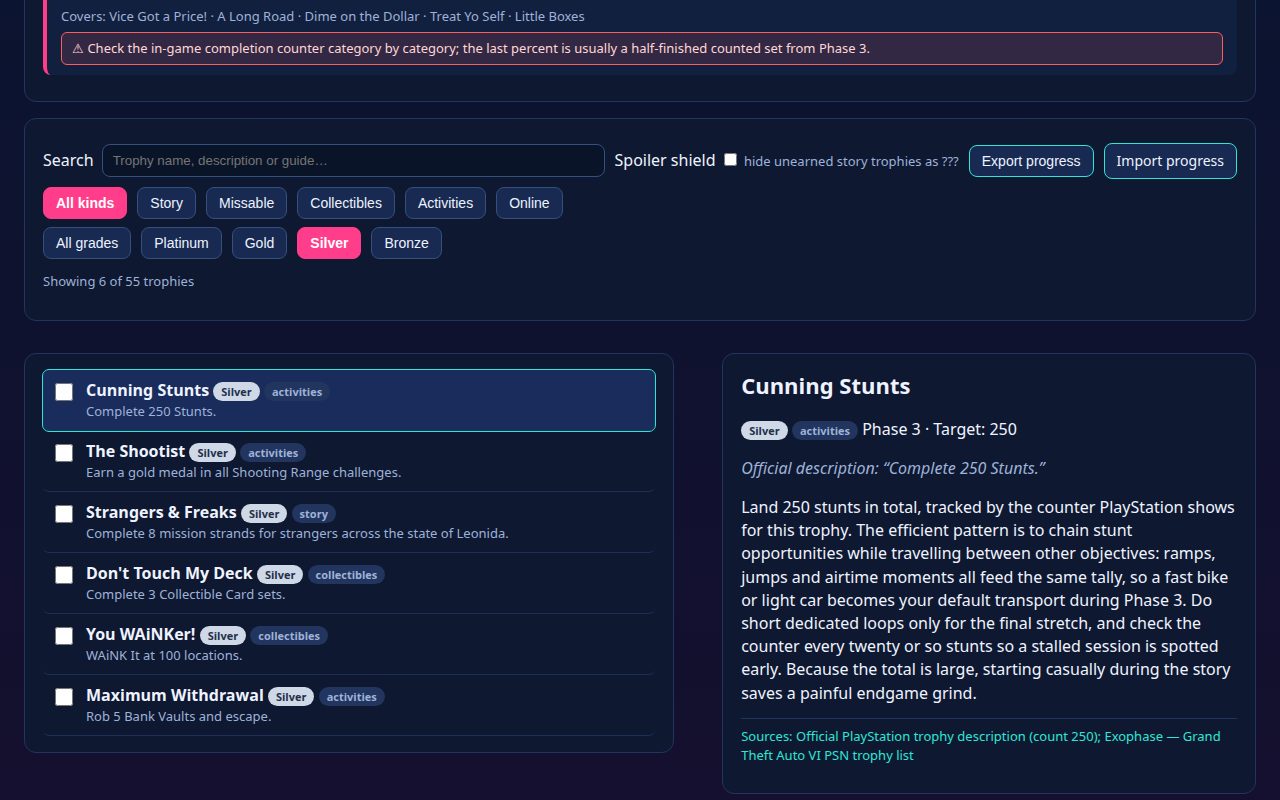 Covers: Vice Got a Price! · A Long Road · Dime on the Dollar · Treat Yo Self · Little Boxes
⚠ Check the in-game completion counter category by category; the last percent is usually a half-finished counted set from Phase 3.
Search Trophy name, description or guide… Spoiler shield hide unearned story trophies as ??? Export progress Import progress
All kinds Story Missable Collectibles Activities Online
All grades Platinum Gold Silver Bronze
Showing 6 of 55 trophies
Cunning Stunts Silver activities
Complete 250 Stunts.
The Shootist Silver activities
Earn a gold medal in all Shooting Range challenges.
Strangers & Freaks Silver story
Complete 8 mission strands for strangers across the state of Leonida.
Don't Touch My Deck Silver collectibles
Complete 3 Collectible Card sets.
You WAiNKer! Silver collectibles
WAiNK It at 100 locations.
Maximum Withdrawal Silver activities
Rob 5 Bank Vaults and escape.
Cunning Stunts
Silver activities Phase 3 · Target: 250
Official description: “Complete 250 Stunts.”
Land 250 stunts in total, tracked by the counter PlayStation shows
for this trophy. The efficient pattern is to chain stunt
opportunities while travelling between other objectives: ramps,
jumps and airtime moments all feed the same tally, so a fast bike
or light car becomes your default transport during Phase 3. Do
short dedicated loops only for the final stretch, and check the
counter every twenty or so stunts so a stalled session is spotted
early. Because the total is large, starting casually during the story
saves a painful endgame grind.
Sources: Official PlayStation trophy description (count 250); Exophase — Grand
Theft Auto VI PSN trophy list